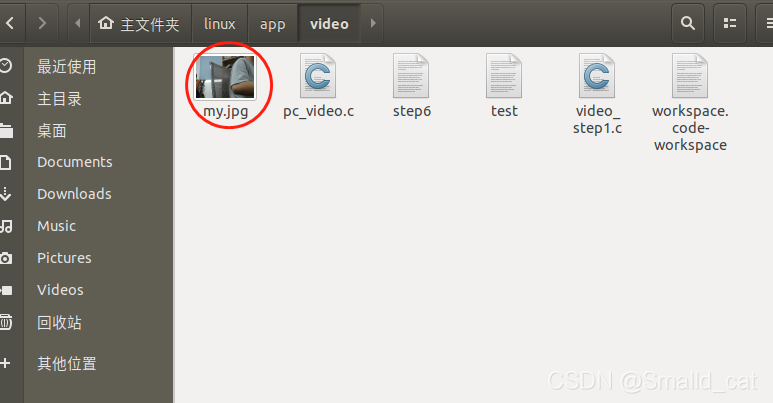 主文件夹
linux
app
video
最近使用
主目录
桌面
Documents
Downloads
Music
Pictures
Videos
回收站
其他位置
my.jpg
pc_video.c
step6
test
video_
step1.c
workspace.
code-
workspace
CSDN @Smalld_cat